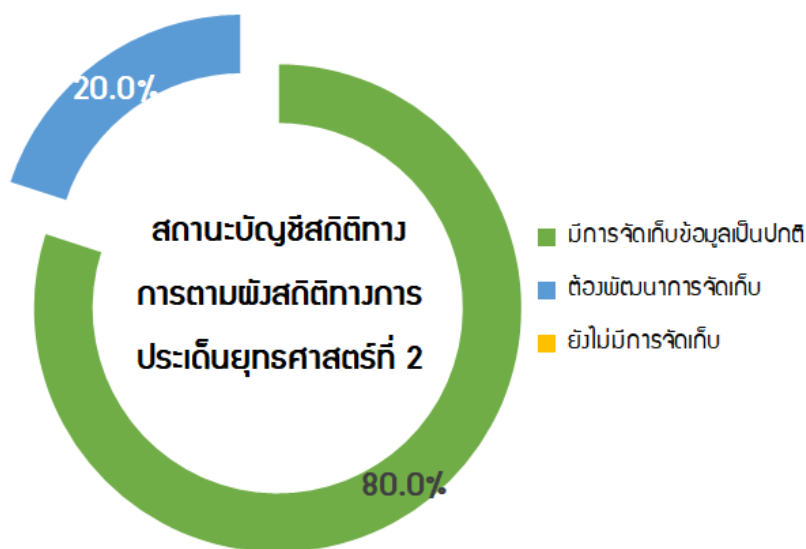 20.0%
สถานะบัญชีสถิติทาง
การตามผังสถิติทางการ
ประเด็นยุทธศาสตร์ที่ 2
80.0%
มีการจัดเก็บข้อมูลเป็นปกติ
ต้องพัฒนาการจัดเก็บ
ยังไม่มีการจัดเก็บ